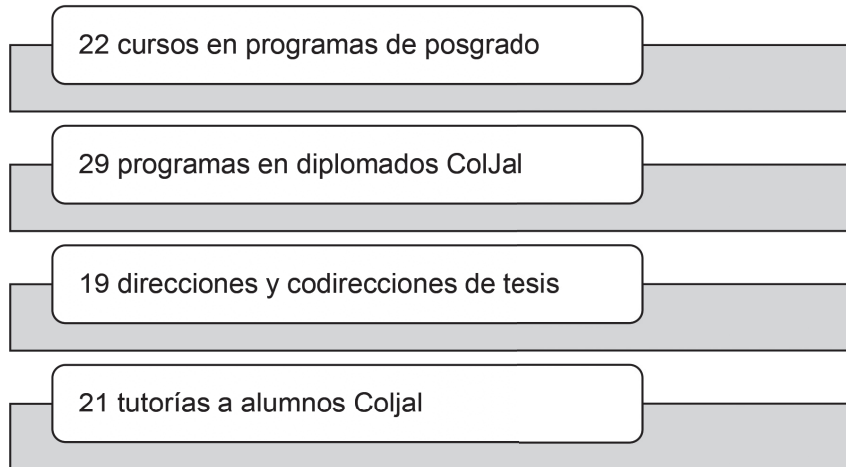 22 cursos en programas de posgrado
29 programas en diplomados ColJal
19 direcciones y codirecciones de tesis
21 tutorías a alumnos Coljal